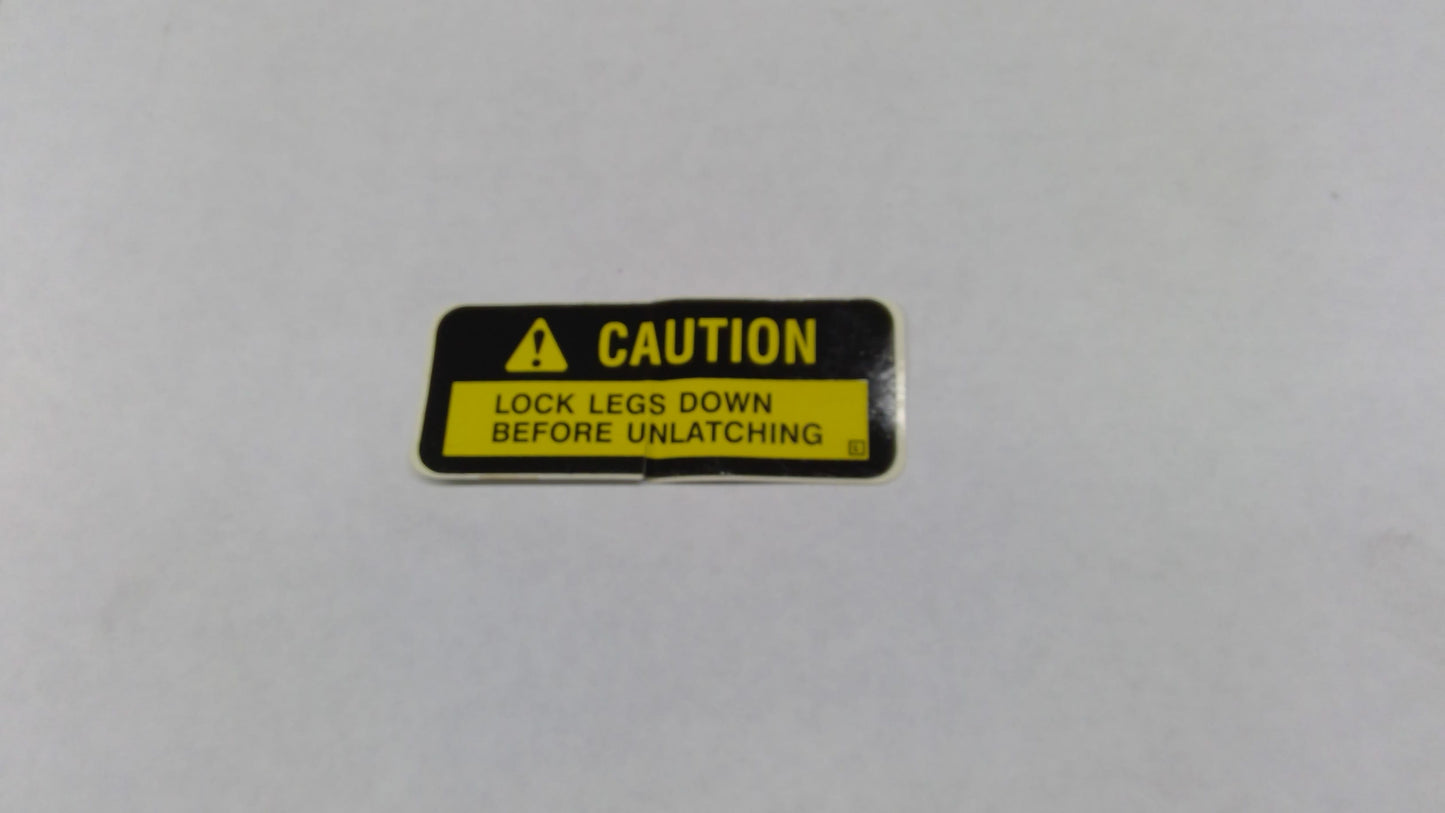 CAUTION
LOCK LEGS DOWN
BEFORE UNLATCHING